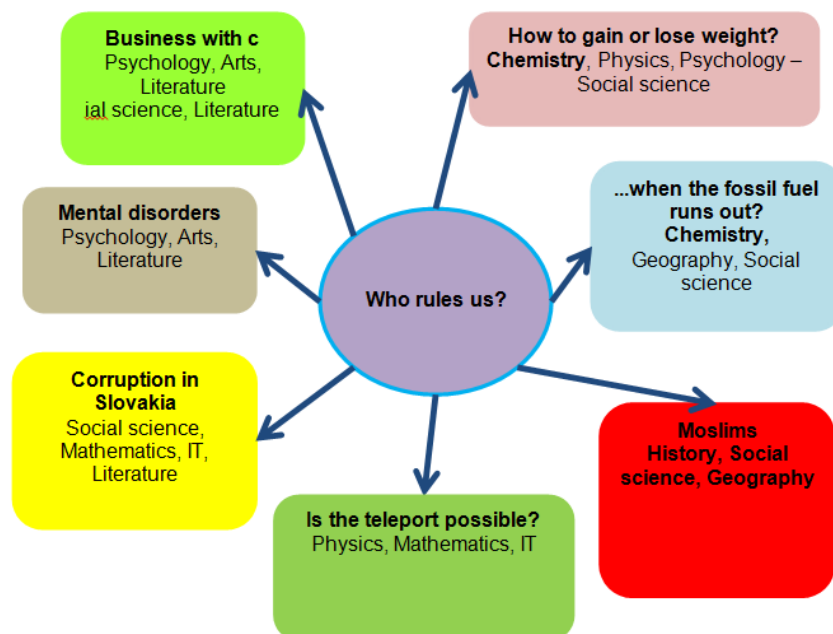 Business with c
Psychology, Arts,
Literature
ial science, Literature
How to gain or lose weight?
Chemistry, Physics, Psychology –
Social science
Mental disorders
Psychology, Arts,
Literature
...when the fossil fuel
runs out?
Chemistry,
Geography, Social
science
Who rules us?
Corruption in
Slovakia
Social science,
Mathematics, IT,
Literature
Moslims
History, Social
science, Geography
Is the teleport possible?
Physics, Mathematics, IT